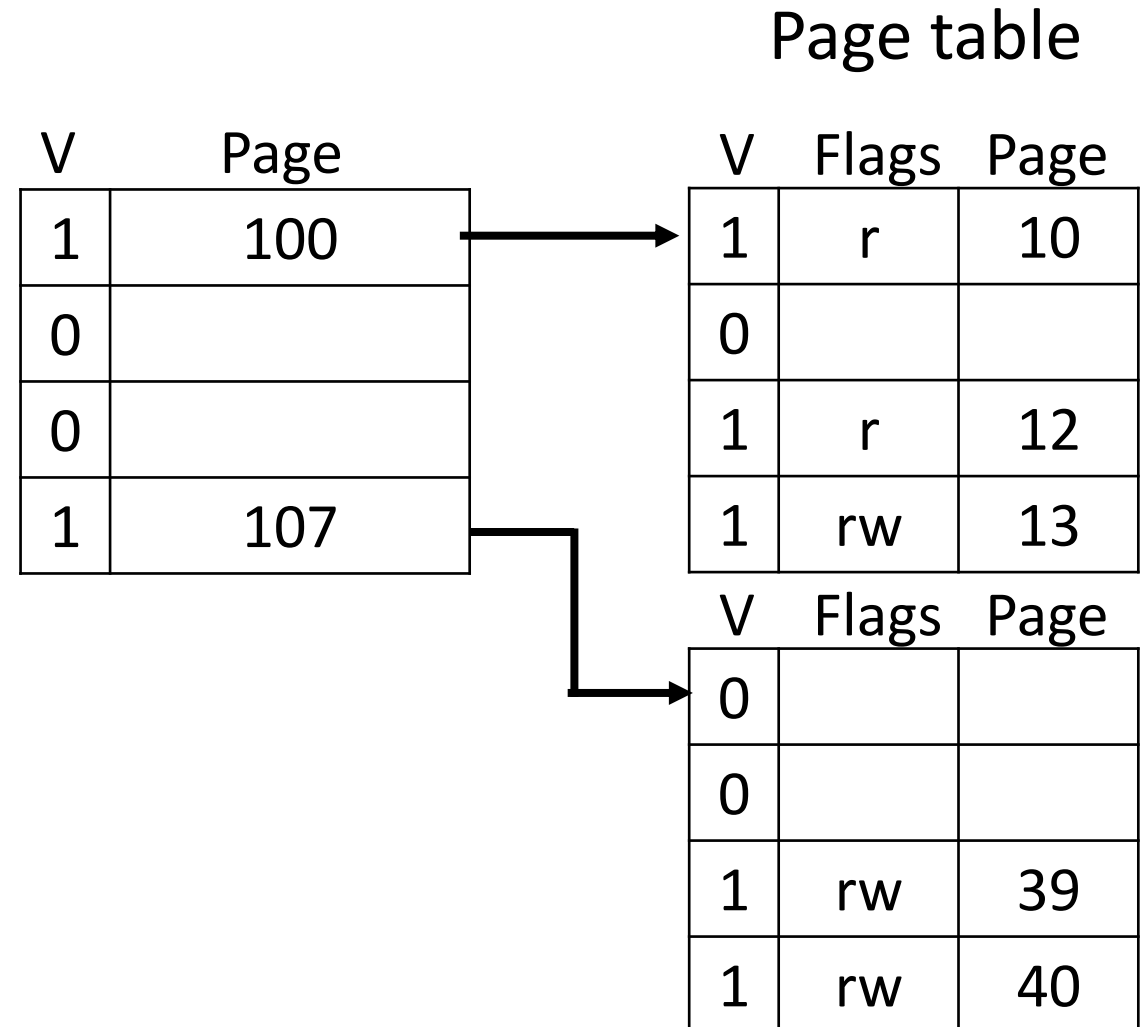 Page table
V Page
1 100
0
0
1 107
V Flags Page
1 r 10
0
1 r 12
1 rw 13
V Flags Page
0
0
1 rw 39
1 rw 40